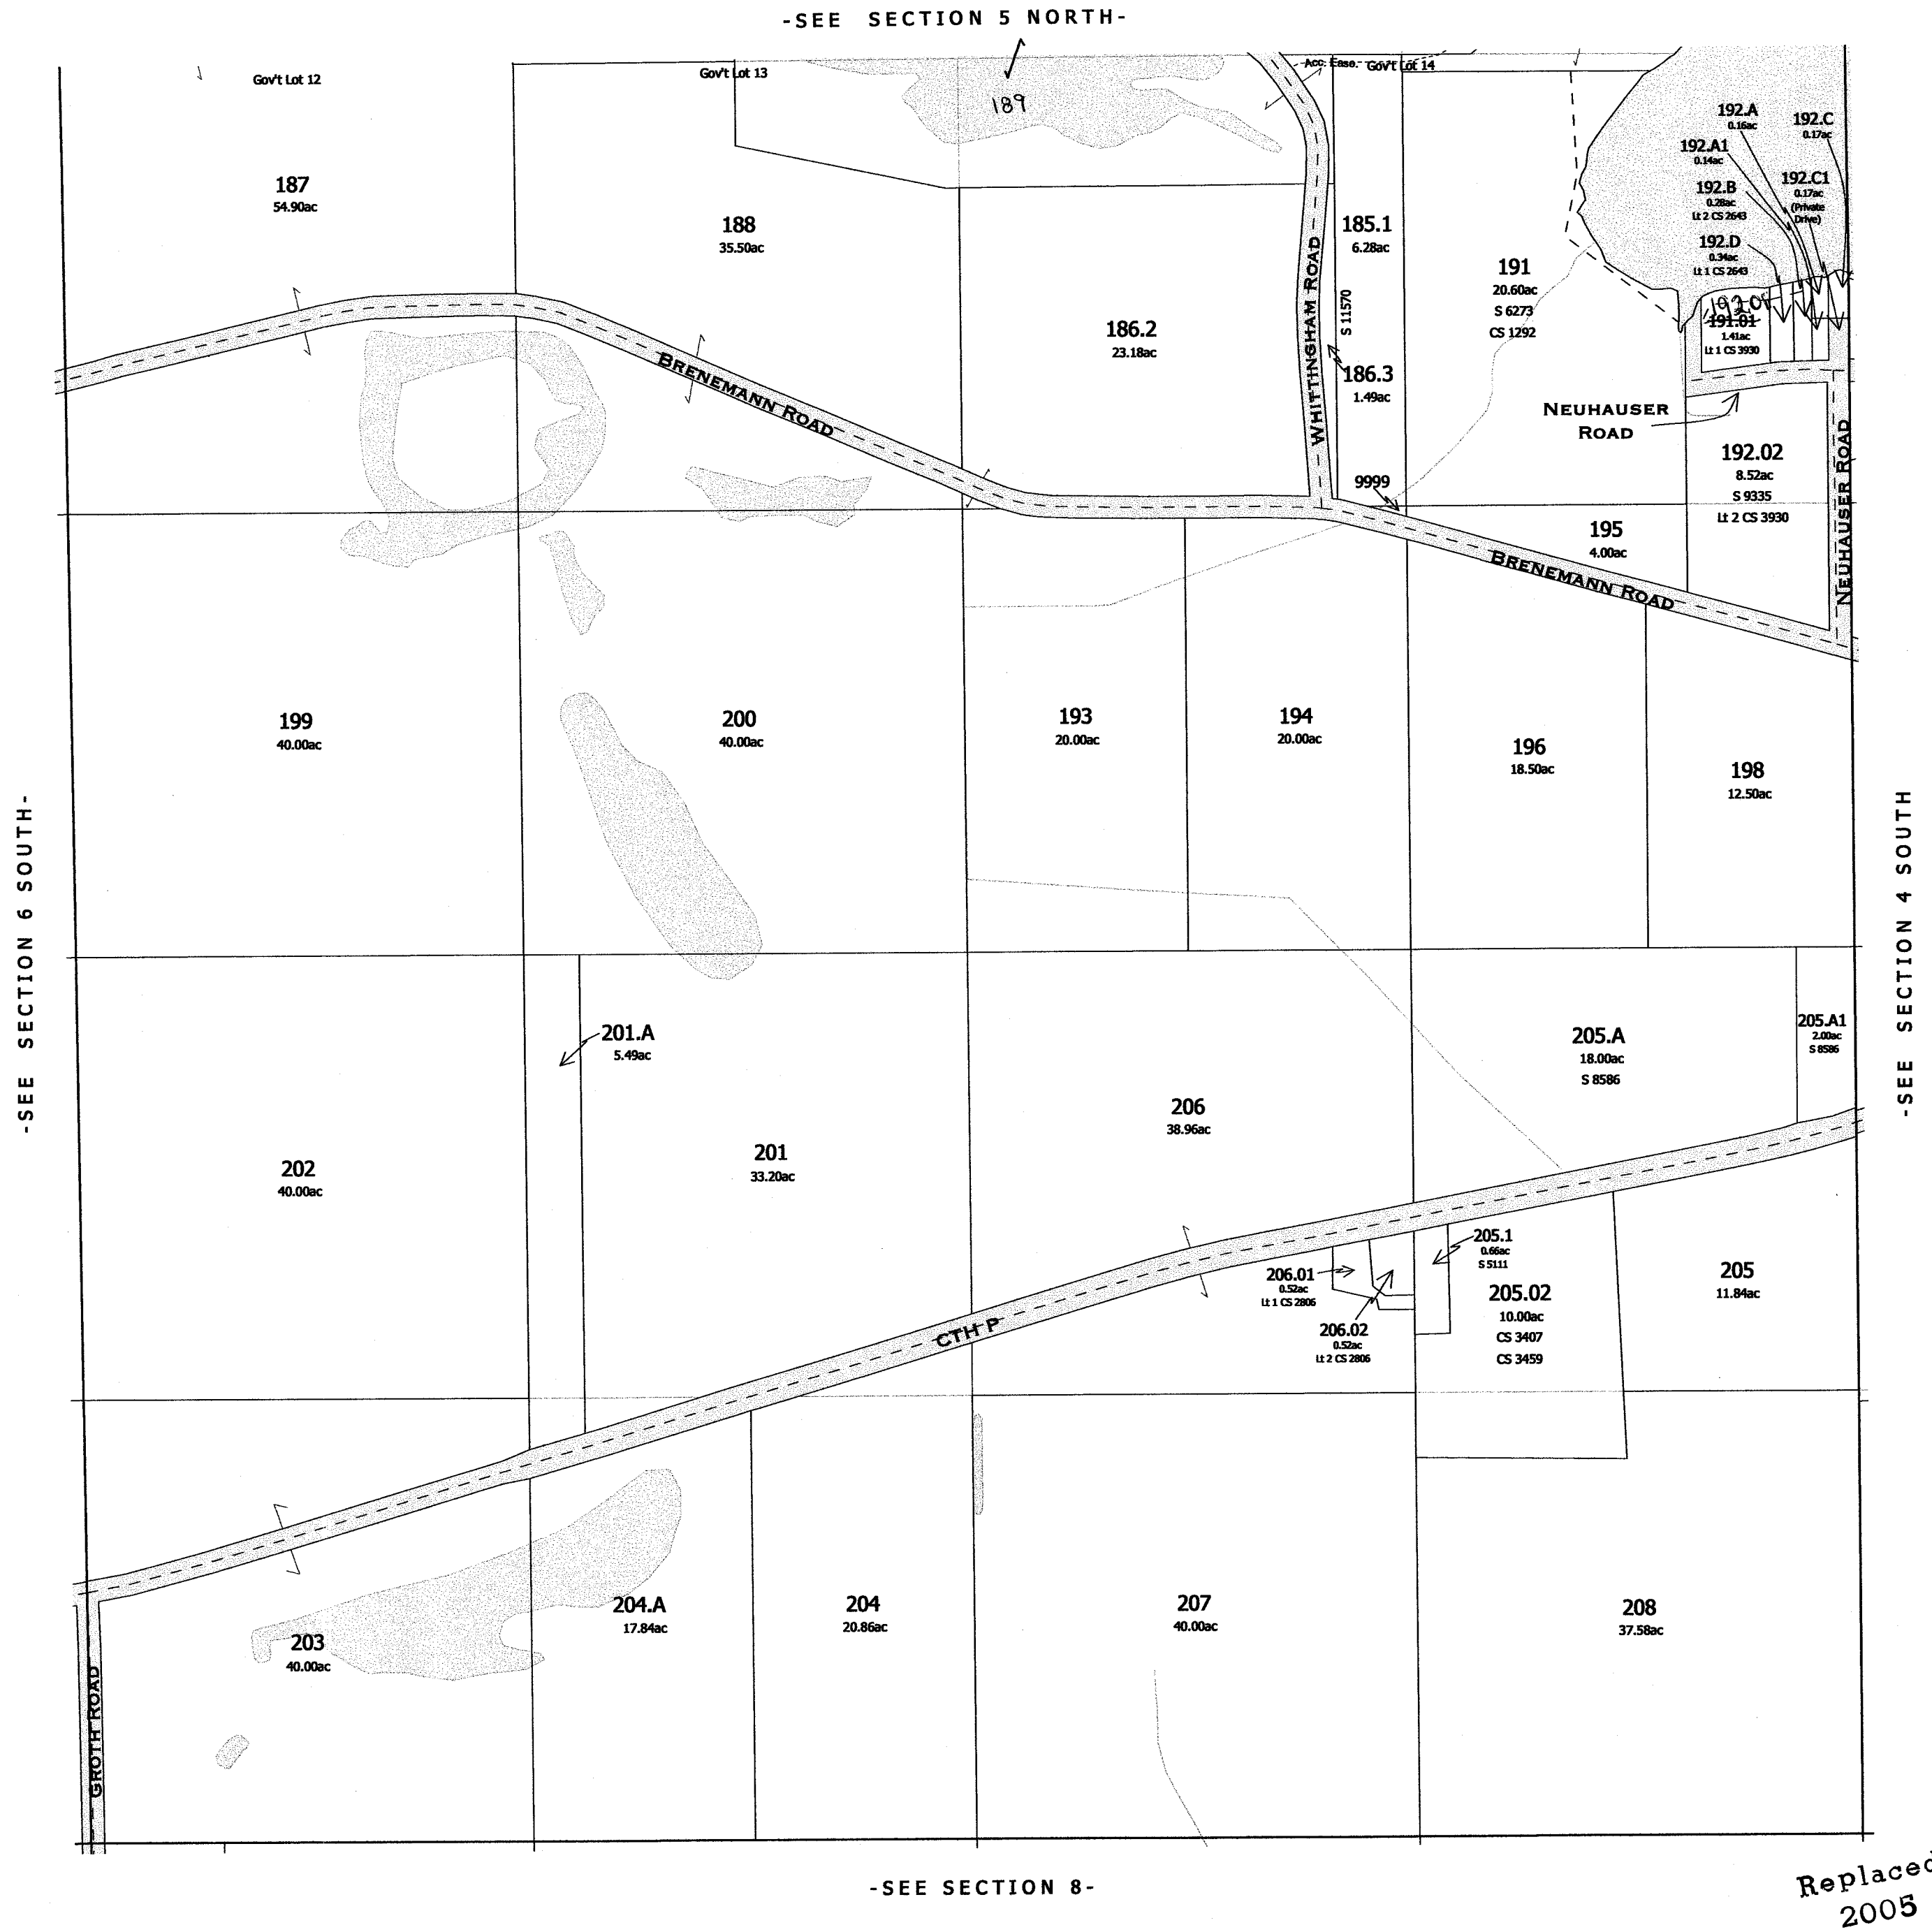 -SEE SECTION 5 NORTH-
Gov't Lot 12
Gov't Lot 13
Acc. Ease.
Gov't Lot 14
189
187
54.90ac
188
35.50ac
186.2
23.18ac
WHITTINGHAM ROAD
185.1
6.28ac
S 11570
186.3
1.49ac
9999
191
20.60ac
S 6273
CS 1292
192.A
0.16ac
192.C
0.17ac
192.A1
0.14ac
192.B
0.28ac
Lt 2 CS 2643
192.C1
0.17ac
(Private
Drive)
192.D
0.34ac
Lt 1 CS 2643
192.01
191.01
1.41ac
Lt 1 CS 3930
NEUHAUSER
ROAD
192.02
8.52ac
S 9335
Lt 2 CS 3930
NEUHAUSER ROAD
BRENEMANN ROAD
195
4.00ac
BRENEMANN ROAD
199
40.00ac
200
40.00ac
193
20.00ac
194
20.00ac
196
18.50ac
198
12.50ac
-SEE SECTION 6 SOUTH-
-SEE SECTION 4 SOUTH
201.A
5.49ac
205.A
18.00ac
S 8586
205.A1
2.00ac
S 8586
202
40.00ac
201
33.20ac
206
38.96ac
CTH P
206.01
0.52ac
Lt 1 CS 2806
206.02
0.52ac
Lt 2 CS 2806
205.1
0.66ac
S 5111
205.02
10.00ac
CS 3407
CS 3459
205
11.84ac
203
40.00ac
204.A
17.84ac
204
20.86ac
207
40.00ac
208
37.58ac
GROTH ROAD
-SEE SECTION 8-
Replaced
2005